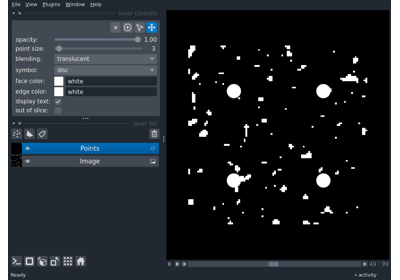 File View Plugins Window Help
layer controls
opacity: 1.00
point size: 3
blending: translucent
symbol: disc
face color: white
edge color: white
display text:
out of slice:
layer list
Points
Image
49 99
Ready activity